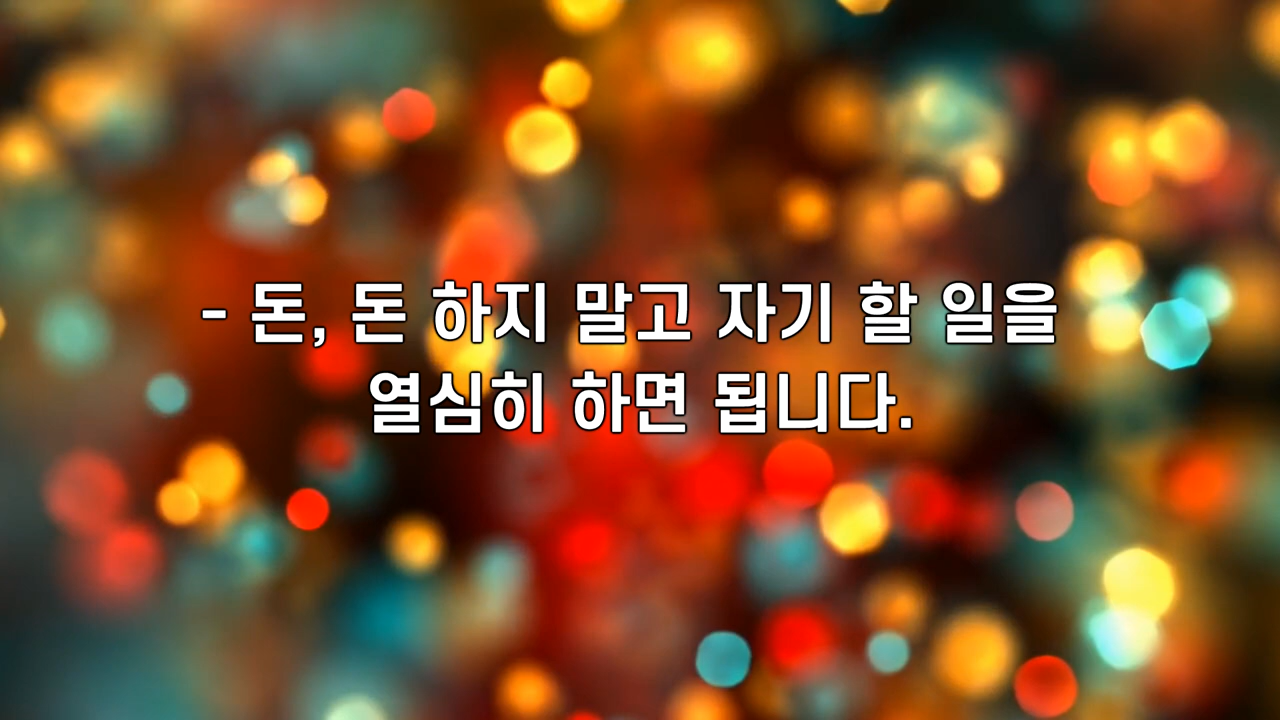 - 돈, 돈 하지 말고 자기 할 일을
열심히 하면 됩니다.